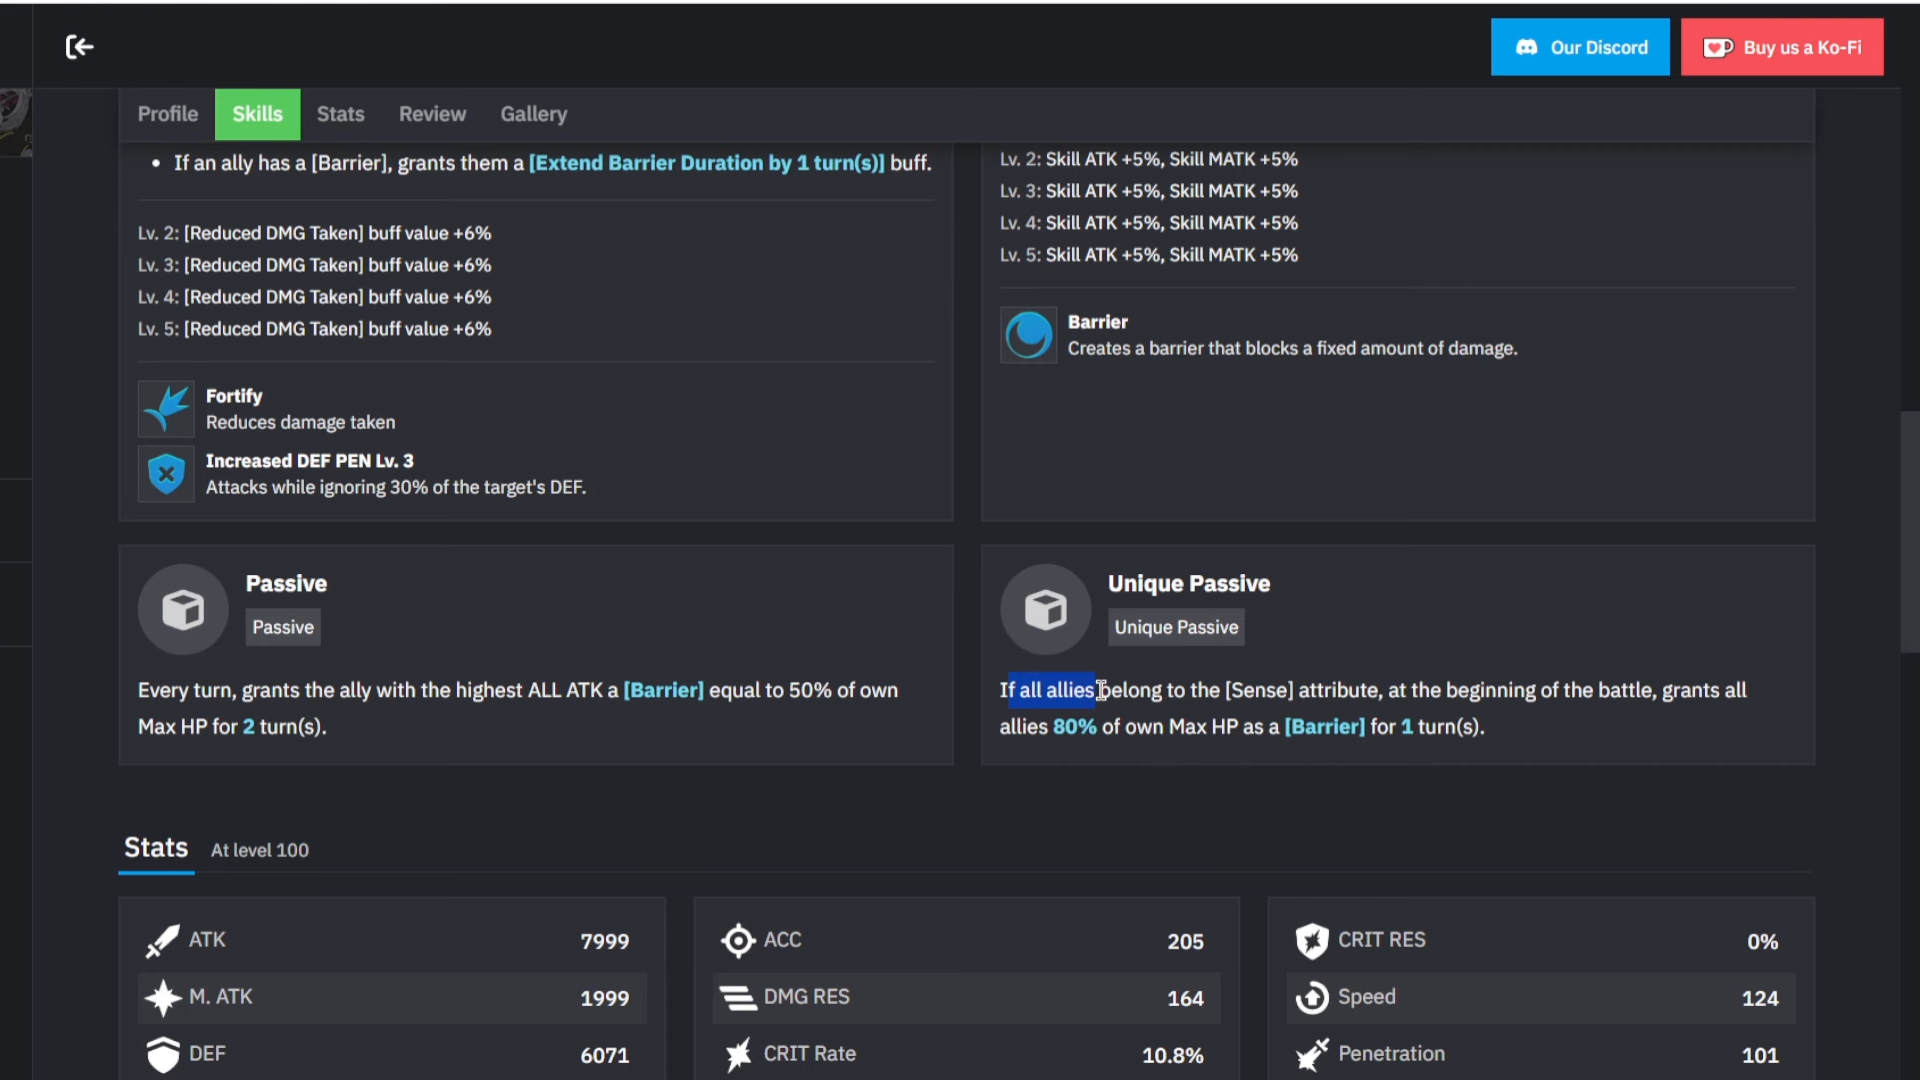 Our Discord
Buy us a Ko-Fi
Profile
Skills
Stats
Review
Gallery
• If an ally has a [Barrier], grants them a [Extend Barrier Duration by 1 turn(s)] buff.
Lv. 2: [Reduced DMG Taken] buff value +6%
Lv. 3: [Reduced DMG Taken] buff value +6%
Lv. 4: [Reduced DMG Taken] buff value +6%
Lv. 5: [Reduced DMG Taken] buff value +6%
Fortify
Reduces damage taken
Increased DEF PEN Lv. 3
Attacks while ignoring 30% of the target's DEF.
Lv. 2: Skill ATK +5%, Skill MATK +5%
Lv. 3: Skill ATK +5%, Skill MATK +5%
Lv. 4: Skill ATK +5%, Skill MATK +5%
Lv. 5: Skill ATK +5%, Skill MATK +5%
Barrier
Creates a barrier that blocks a fixed amount of damage.
Passive
Passive
Every turn, grants the ally with the highest ALL ATK a [Barrier] equal to 50% of own
Max HP for 2 turn(s).
Unique Passive
Unique Passive
If all allies belong to the [Sense] attribute, at the beginning of the battle, grants all
allies 80% of own Max HP as a [Barrier] for 1 turn(s).
Stats At level 100
ATK 7999
M. ATK 1999
DEF 6071
ACC 205
DMG RES 164
CRIT Rate 10.8%
CRIT RES 0%
Speed 124
Penetration 101